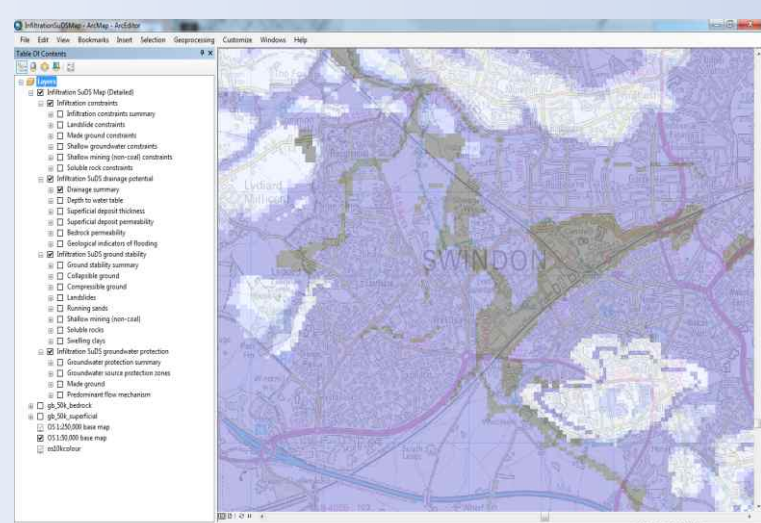 InfiltrationSuDSMap - ArcMap - ArcEditor
File Edit View Bookmarks Insert Selection Geoprocessing Customize Windows Help
Table Of Contents
Layers
Infiltration SuDS Map (Detailed)
Infiltration constraints
Infiltration constraints summary
Landslide constraints
Made ground constraints
Shallow groundwater constraints
Shallow mining (non-coal) constraints
Soluble rock constraints
Infiltration SuDS drainage potential
Drainage summary
Depth to water table
Superficial deposit thickness
Superficial deposit permeability
Bedrock permeability
Geological indicators of flooding
Infiltration SuDS ground stability
Ground stability summary
Collapsible ground
Compressible ground
Landslides
Running sands
Shallow mining (non-coal)
Soluble rocks
Swelling clays
Infiltration SuDS groundwater protection
Groundwater protection summary
Groundwater source protection zones
Made ground
Predominant flow mechanism
gb_50k_bedrock
gb_50k_superficial
OS 1:250,000 base map
OS 1:50,000 base map
m10kcolour
Lydiard
Millicent
SWINDON